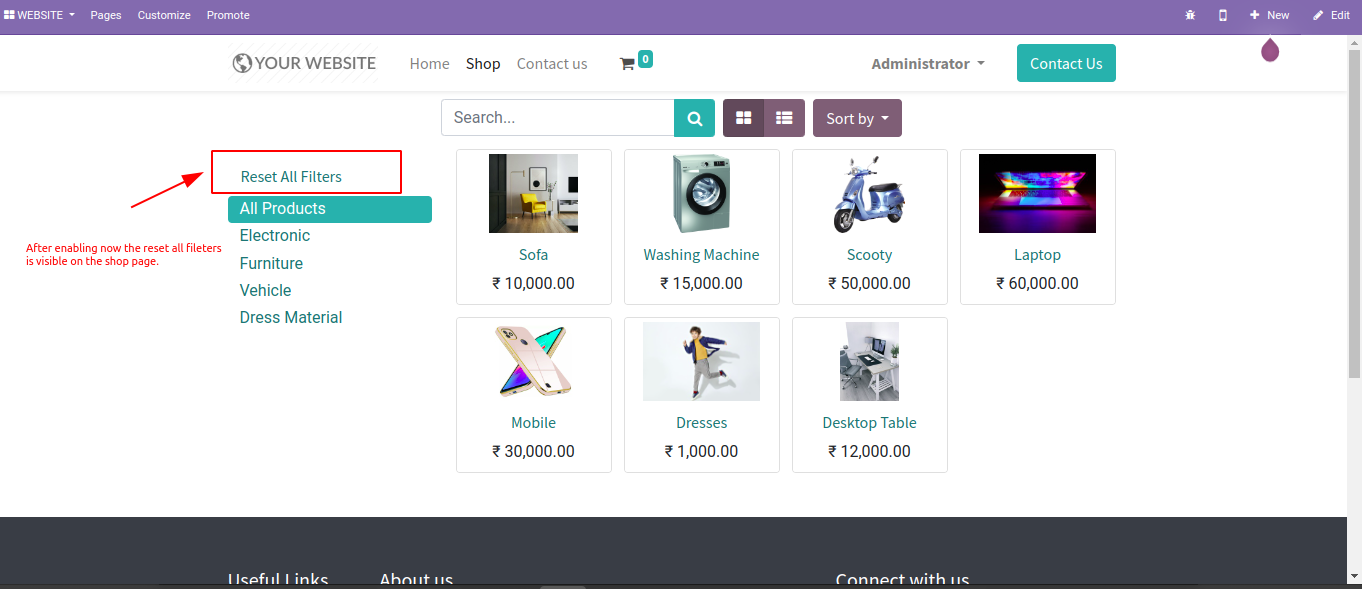 WEBSITE Pages Customize Promote New Edit
YOUR WEBSITE Home Shop Contact us 0 Administrator Contact Us
Search... Sort by
Reset All Filters
All Products
Electronic
Furniture
Vehicle
Dress Material
After enabling now the reset all fileters
is visible on the shop page.
Sofa Washing Machine Scooty Laptop
₹ 10,000.00 ₹ 15,000.00 ₹ 50,000.00 ₹ 60,000.00
Mobile Dresses Desktop Table
₹ 30,000.00 ₹ 1,000.00 ₹ 12,000.00
Useful Links About us Connect with us